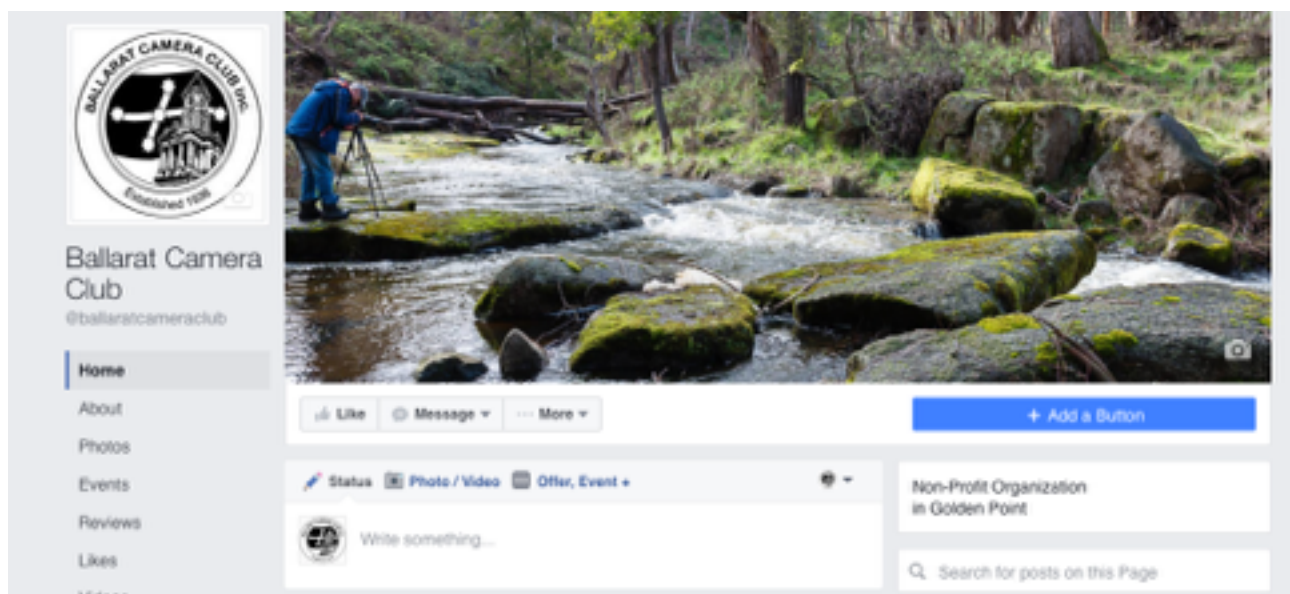 BALLARAT CAMERA CLUB Inc.
Ballarat Camera
Club
@ballaratcameraclub
Home
About
Photos
Events
Reviews
Likes
Videos
Like
Message
More
+ Add a Button
Status
Photo / Video
Offer, Event +
Write something...
Non-Profit Organization
in Golden Point
Search for posts on this Page